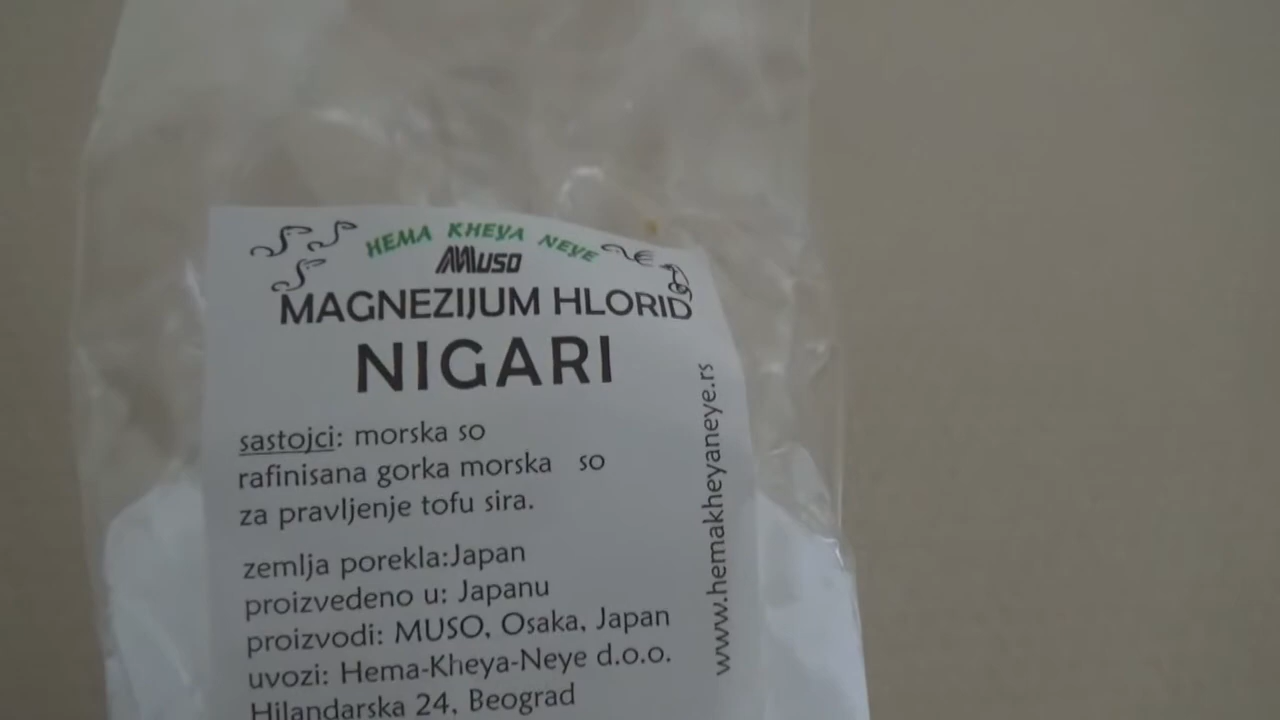 HEMA KHEYA NEYE
MUSO
MAGNEZIJUM HLORID
NIGARI
sastojci: morska so
rafinisana gorka morska so
za pravljenje tofu sira.
zemlja porekla:Japan
proizvedeno u: Japanu
proizvodi: MUSO, Osaka, Japan
uvozi: Hema-Kheya-Neye d.o.o.
Hilandarska 24, Beograd
www.hemakheyaneye.rs